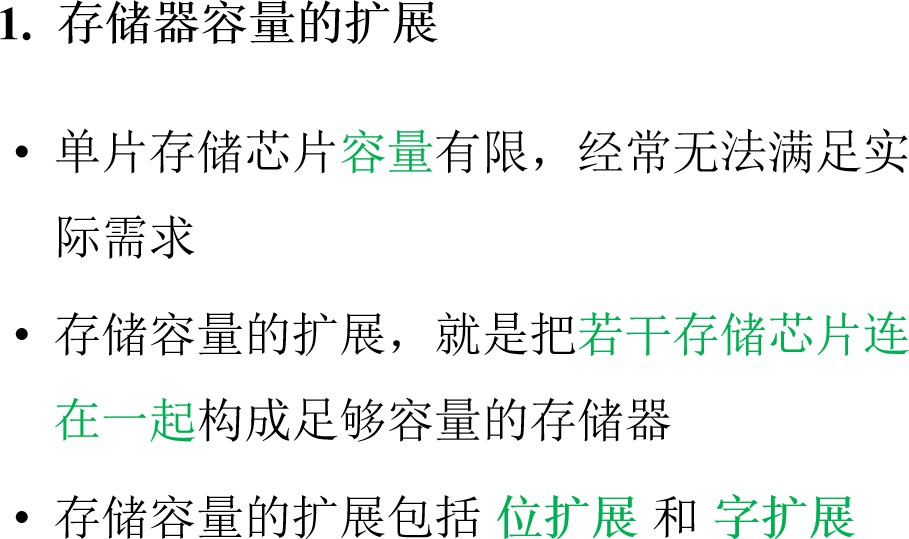 1. 存储器容量的扩展
• 单片存储芯片容量有限，经常无法满足实
际需求
• 存储容量的扩展，就是把若干存储芯片连
在一起构成足够容量的存储器
• 存储容量的扩展包括 位扩展 和 字扩展